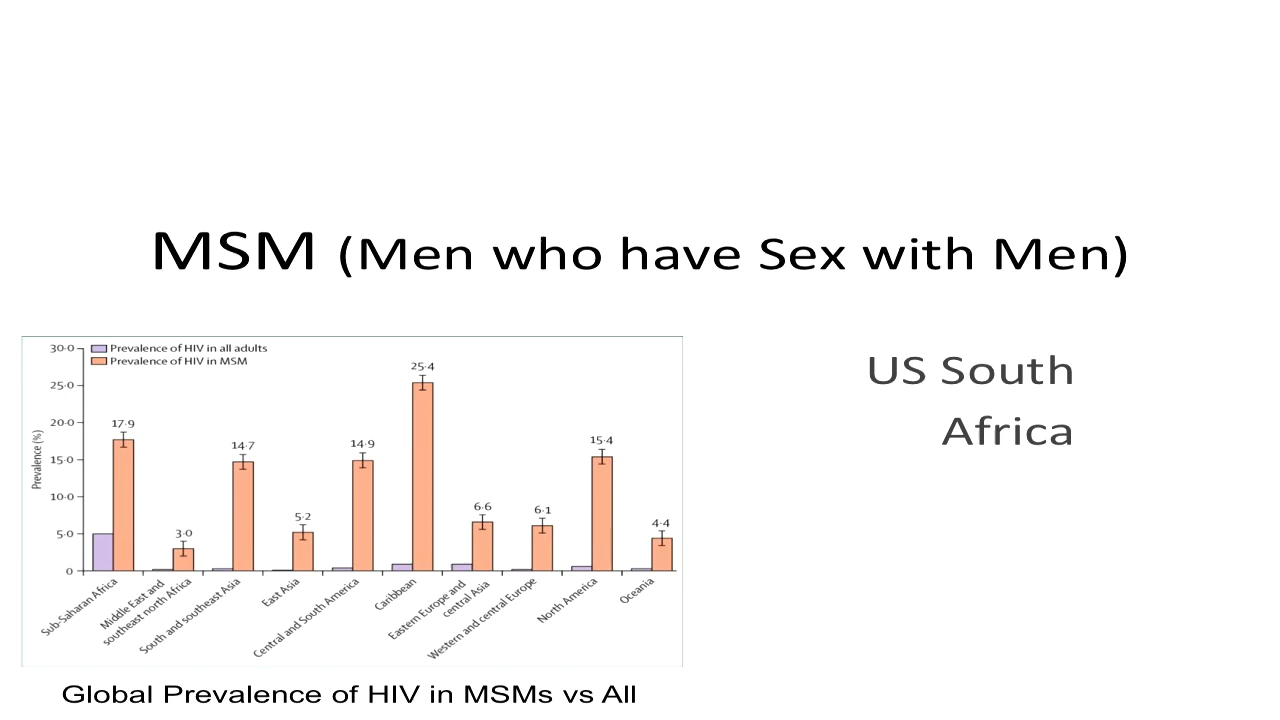 MSM (Men who have Sex with Men)
US South
Africa
Prevalence of HIV in all adults
Prevalence of HIV in MSM
Prevalence (%)
30·0
25·0
20·0
15·0
10·0
5·0
0
17·9
3·0
14·7
5·2
14·9
25·4
6·6
6·1
15·4
4·4
Sub-Saharan Africa
Middle East and
southeast north Africa
South and southeast Asia
East Asia
Central and South America
Caribbean
Eastern Europe and
central Asia
Western and central Europe
North America
Oceania
Global Prevalence of HIV in MSMs vs All